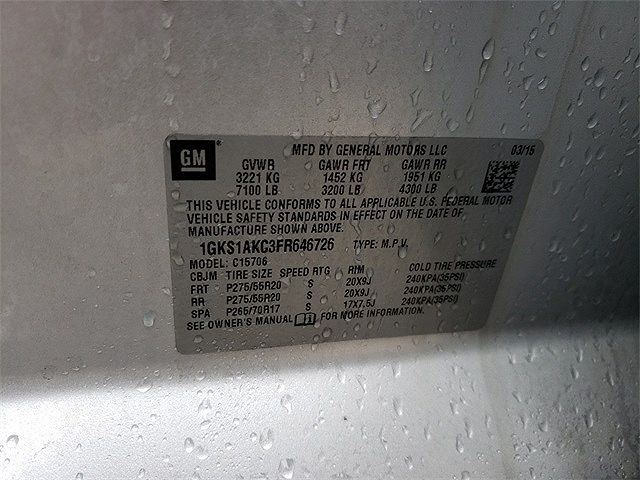 GM
MFD BY GENERAL MOTORS LLC 03/15
GVWR GAWR FRT GAWR RR
3221 KG 1452 KG 1951 KG
7100 LB 3200 LB 4300 LB
THIS VEHICLE CONFORMS TO ALL APPLICABLE U.S. FEDERAL MOTOR
VEHICLE SAFETY STANDARDS IN EFFECT ON THE DATE OF
MANUFACTURE SHOWN ABOVE.
1GKS1AKC3FR646726 TYPE: M.P.V.
MODEL: C15706
CBJM TIRE SIZE SPEED RTG RIM COLD TIRE PRESSURE
FRT P275/55R20 S 20X9J 240KPA(35PSI)
RR P275/55R20 S 20X9J 240KPA(35PSI)
SPA P265/70R17 S 17X7.5J 240KPA(35PSI)
SEE OWNER'S MANUAL FOR MORE INFORMATION.